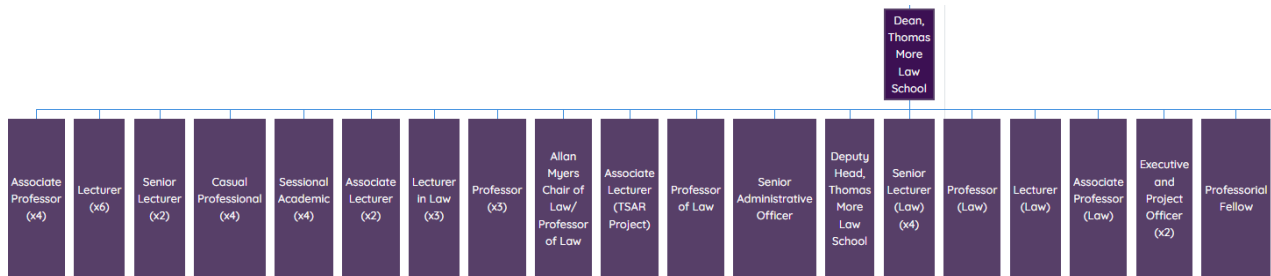 Dean,
Thomas
More
Law
School
Associate
Professor
(x4)
Lecturer
(x6)
Senior
Lecturer
(x2)
Casual
Professional
(x4)
Sessional
Academic
(x4)
Associate
Lecturer
(x2)
Lecturer
in Law
(x3)
Professor
(x3)
Allan
Myers
Chair of
Law/
Professor
of Law
Associate
Lecturer
(TSAR
Project)
Professor
of Law
Senior
Administrative
Officer
Deputy
Head,
Thomas
More
Law
School
Senior
Lecturer
(Law)
(x4)
Professor
(Law)
Lecturer
(Law)
Associate
Professor
(Law)
Executive
and
Project
Officer
(x2)
Professorial
Fellow